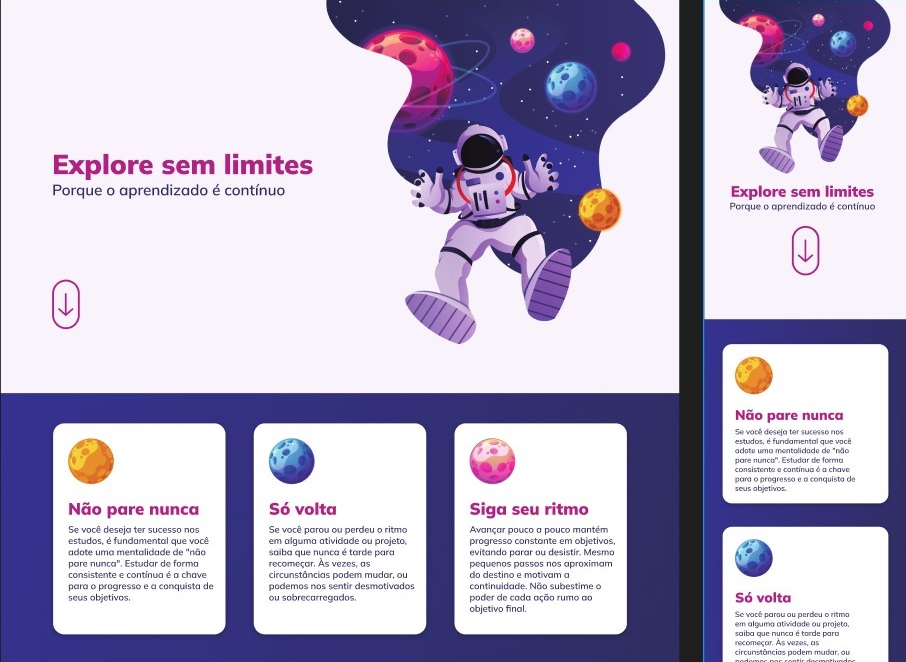 Explore sem limites
Porque o aprendizado é contínuo
Não pare nunca
Se você deseja ter sucesso nos
estudos, é fundamental que você
adote uma mentalidade de "não
pare nunca". Estudar de forma
consistente e contínua é a chave
para o progresso e a conquista de
seus objetivos.
Só volta
Se você parou ou perdeu o ritmo
em alguma atividade ou projeto,
saiba que nunca é tarde para
recomeçar. Às vezes, as
circunstâncias podem mudar, ou
podemos nos sentir desmotivados
ou sobrecarregados.
Siga seu ritmo
Avançar pouco a pouco mantém
progresso constante em objetivos,
evitando parar ou desistir. Mesmo
pequenos passos nos aproximam
do destino e motivam a
continuidade. Não subestime o
poder de cada ação rumo ao
objetivo final.
Explore sem limites
Porque o aprendizado é contínuo
Não pare nunca
Se você deseja ter sucesso nos
estudos, é fundamental que você
adote uma mentalidade de "não
pare nunca". Estudar de forma
consistente e contínua é a chave
para o progresso e a conquista de
seus objetivos.
Só volta
Se você parou ou perdeu o ritmo
em alguma atividade ou projeto,
saiba que nunca é tarde para
recomeçar. Às vezes, as
circunstâncias podem mudar, ou
podemos nos sentir desmotivados